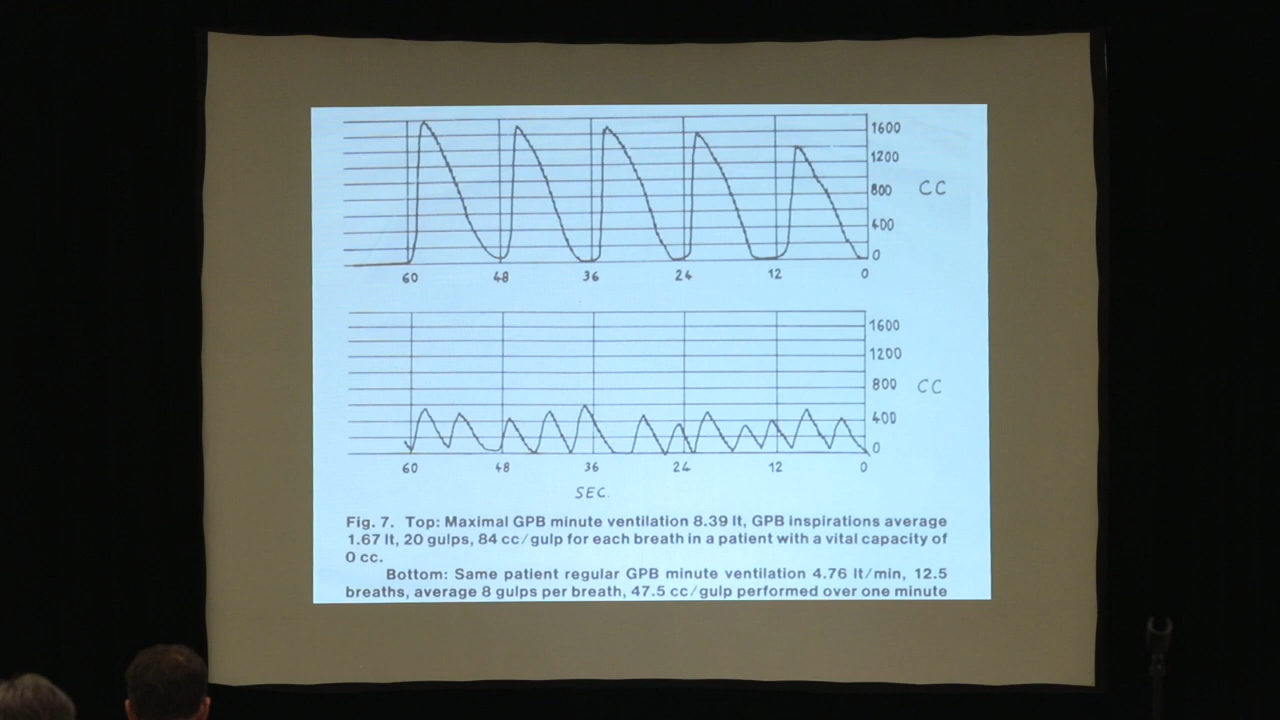 1600
1200
800 CC
400
0
60 48 36 24 12 0
1600
1200
800 CC
400
0
60 48 36 24 12 0
SEC.
Fig. 7. Top: Maximal GPB minute ventilation 8.39 lt, GPB inspirations average
1.67 lt, 20 gulps, 84 cc/gulp for each breath in a patient with a vital capacity of
0 cc.
Bottom: Same patient regular GPB minute ventilation 4.76 lt/min, 12.5
breaths, average 8 gulps per breath, 47.5 cc/gulp performed over one minute